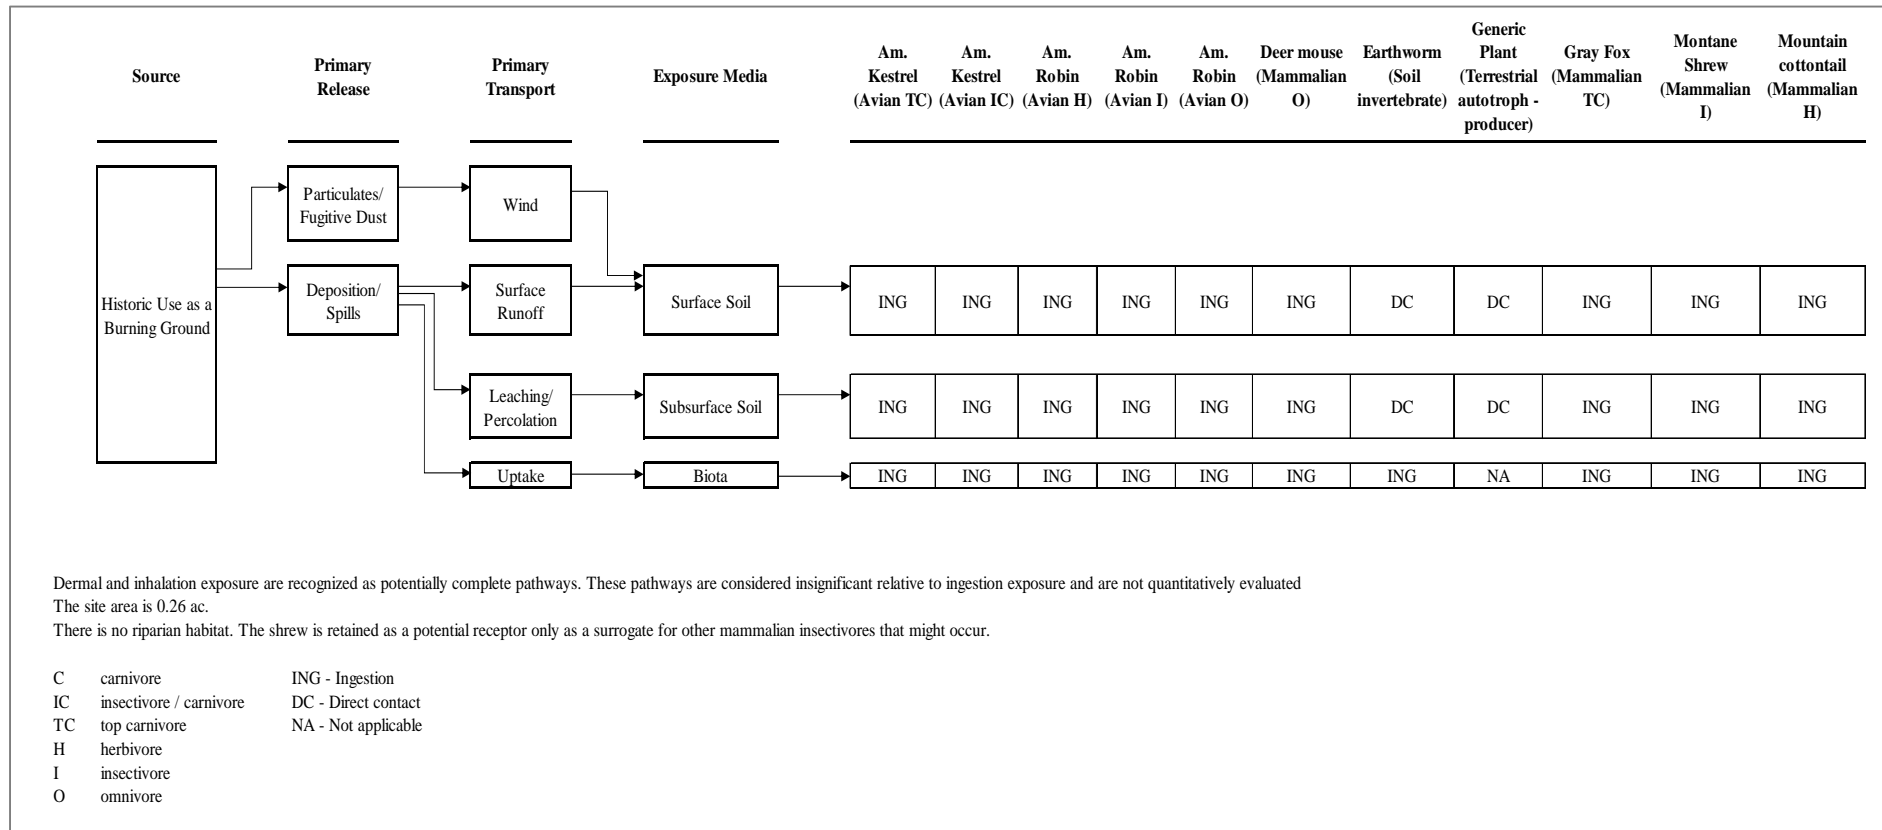 Source
Primary
Release
Primary
Transport
Exposure Media
Am.
Kestrel
(Avian TC)
Am.
Kestrel
(Avian IC)
Am.
Robin
(Avian H)
Am.
Robin
(Avian I)
Am.
Robin
(Avian O)
Deer mouse
(Mammalian
O)
Earthworm
(Soil
invertebrate)
Generic
Plant
(Terrestrial
autotroph -
producer)
Gray Fox
(Mammalian
TC)
Montane
Shrew
(Mammalian
I)
Mountain
cottontail
(Mammalian
H)
Historic Use as a
Burning Ground
Particulates/
Fugitive Dust
Wind
Deposition/
Spills
Surface
Runoff
Surface Soil
ING ING ING ING ING ING DC DC ING ING ING
Leaching/
Percolation
Subsurface Soil
ING ING ING ING ING ING DC DC ING ING ING
Uptake
Biota
ING ING ING ING ING ING ING NA ING ING ING
Dermal and inhalation exposure are recognized as potentially complete pathways. These pathways are considered insignificant relative to ingestion exposure and are not quantitatively evaluated
The site area is 0.26 ac.
There is no riparian habitat. The shrew is retained as a potential receptor only as a surrogate for other mammalian insectivores that might occur.
C carnivore ING - Ingestion
IC insectivore / carnivore DC - Direct contact
TC top carnivore NA - Not applicable
H herbivore
I insectivore
O omnivore